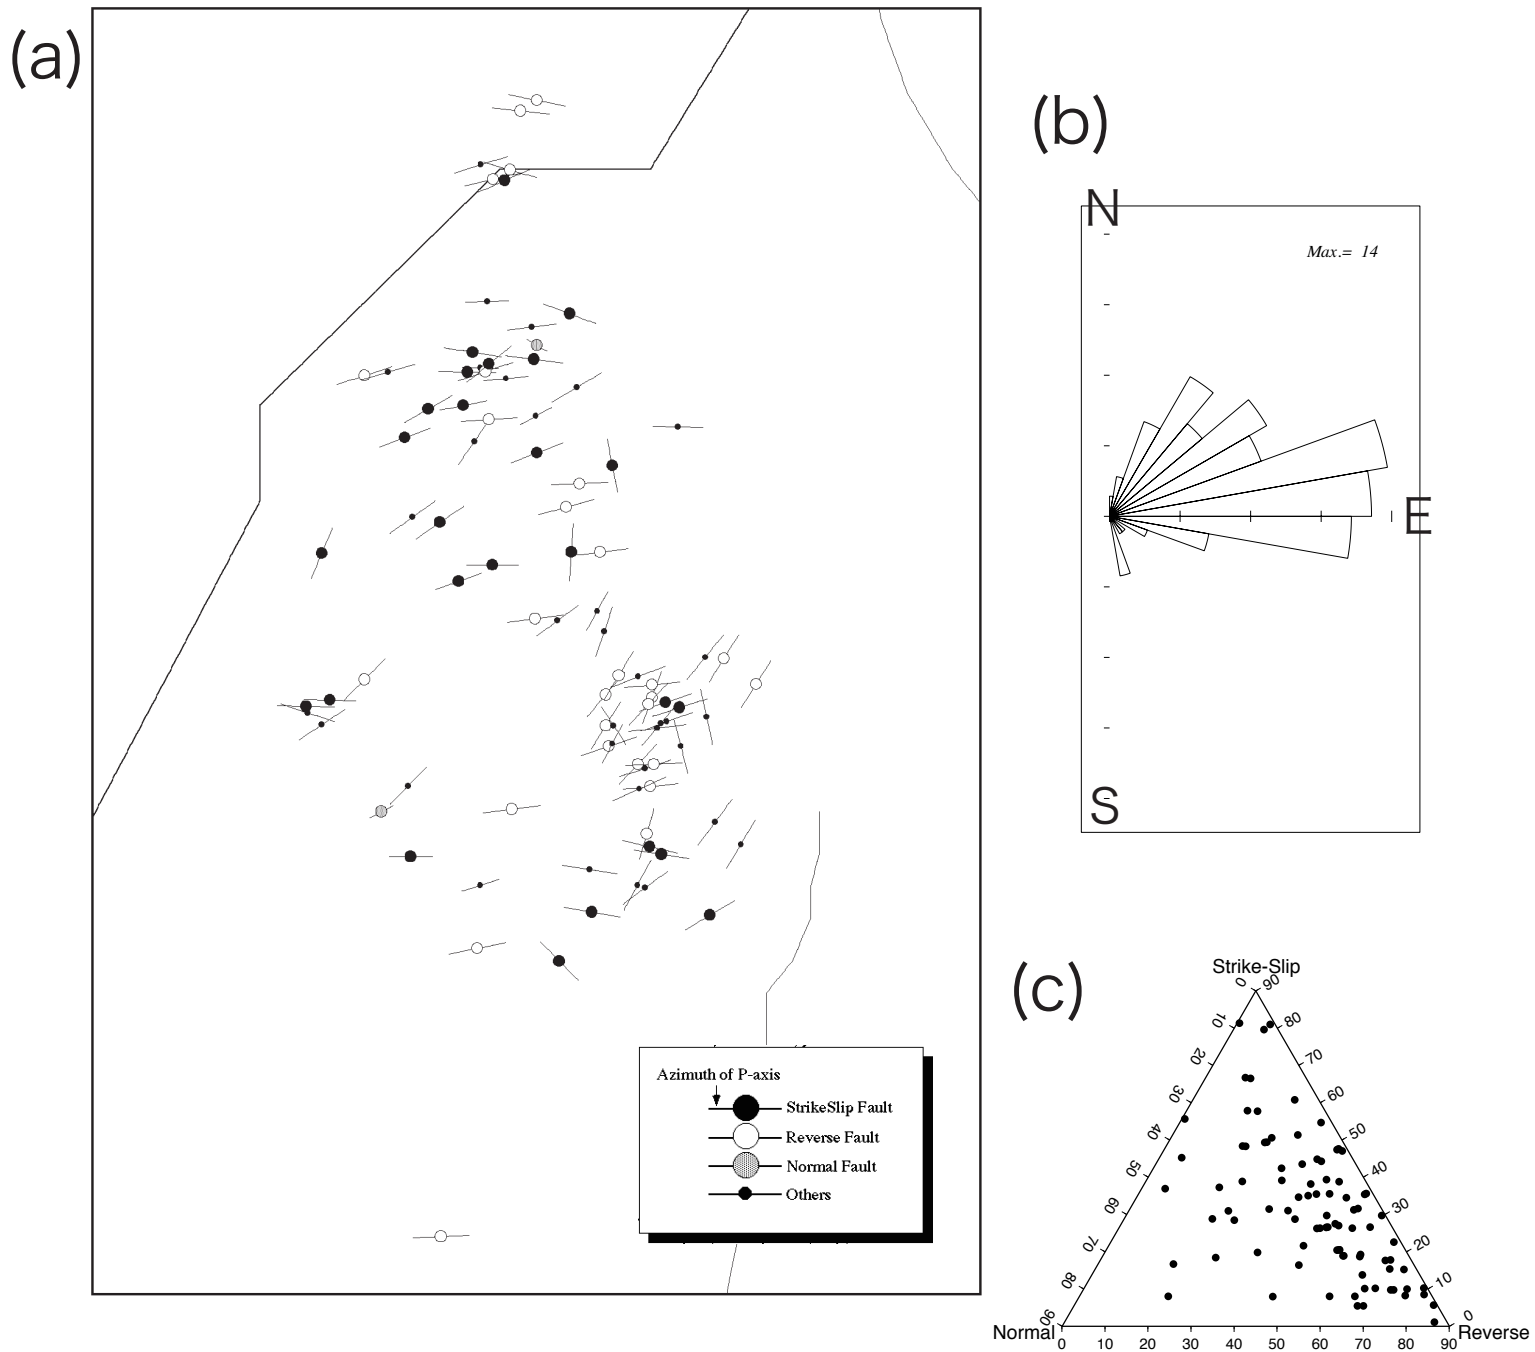 (a)
Azimuth of P-axis
StrikeSlip Fault
Reverse Fault
Normal Fault
Others
(b)
N
Max.= 14
E
S
(c)
Strike-Slip
0 90
10 80
20 70
30 60
40 50
50 40
60 30
70 20
80 10
90 0
Normal Reverse
0 10 20 30 40 50 60 70 80 90